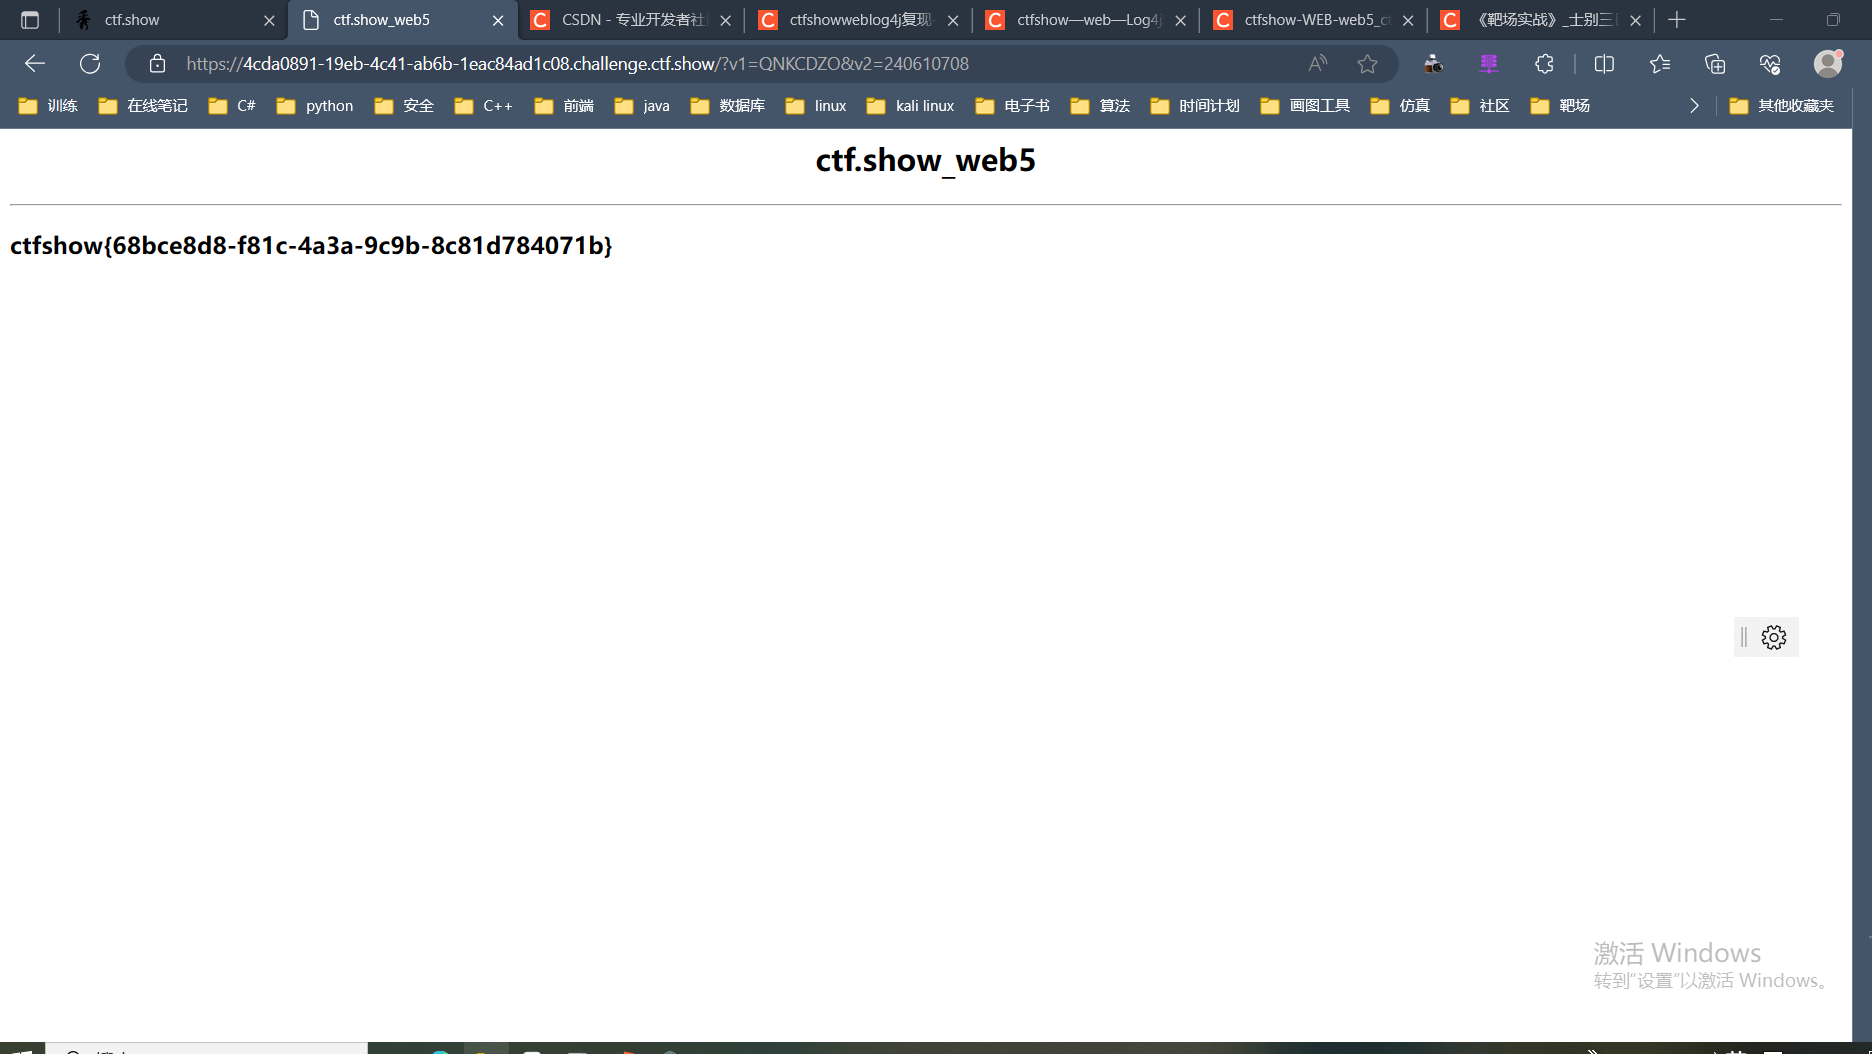 ctf.show
ctf.show_web5
CSDN - 专业开发者社
ctfshowweblog4j复现
ctfshow—web—Log4j
ctfshow-WEB-web5_ct
《靶场实战》_士别三
https://4cda0891-19eb-4c41-ab6b-1eac84ad1c08.challenge.ctf.show/?v1=QNKCDZO&v2=240610708
训练 在线笔记 C# python 安全 C++ 前端 java 数据库 linux kali linux 电子书 算法 时间计划 画图工具 仿真 社区 靶场 其他收藏夹
ctf.show_web5
ctfshow{68bce8d8-f81c-4a3a-9c9b-8c81d784071b}
激活 Windows
转到"设置"以激活 Windows。